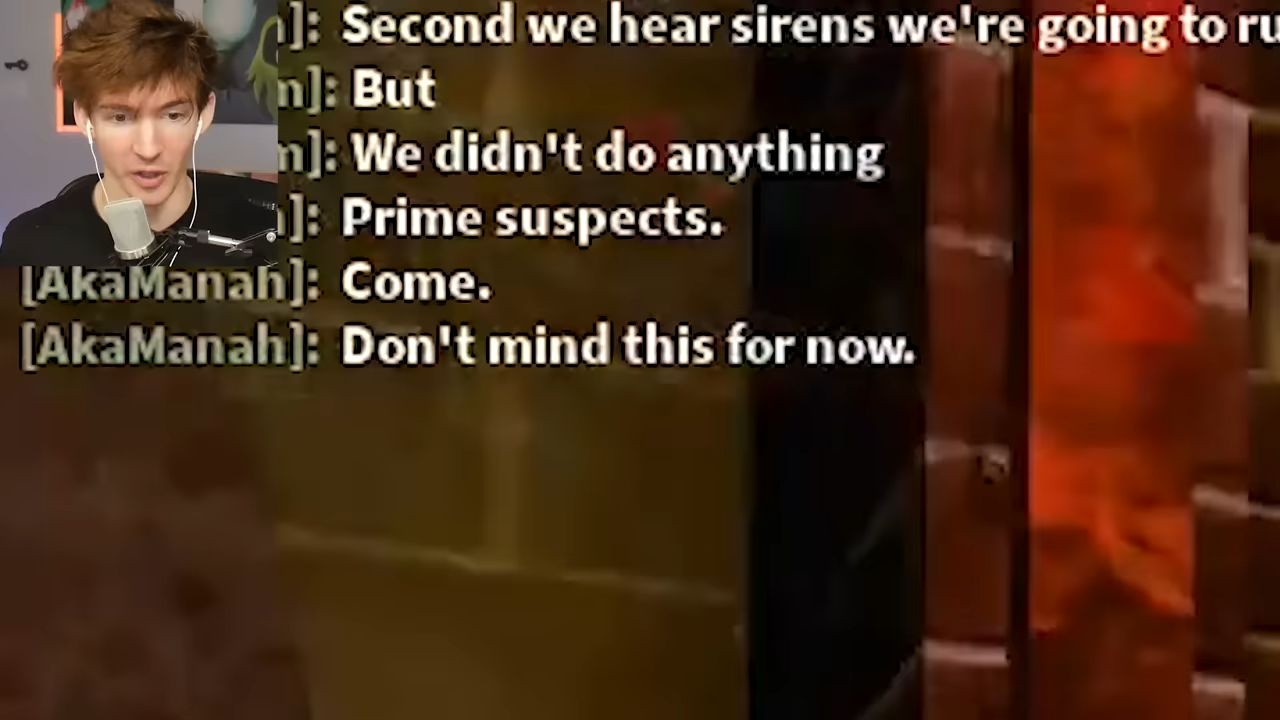 ]: Second we hear sirens we're going to
]: But
]: We didn't do anything
]: Prime suspects.
[AkaManah]: Come.
[AkaManah]: Don't mind this for now.